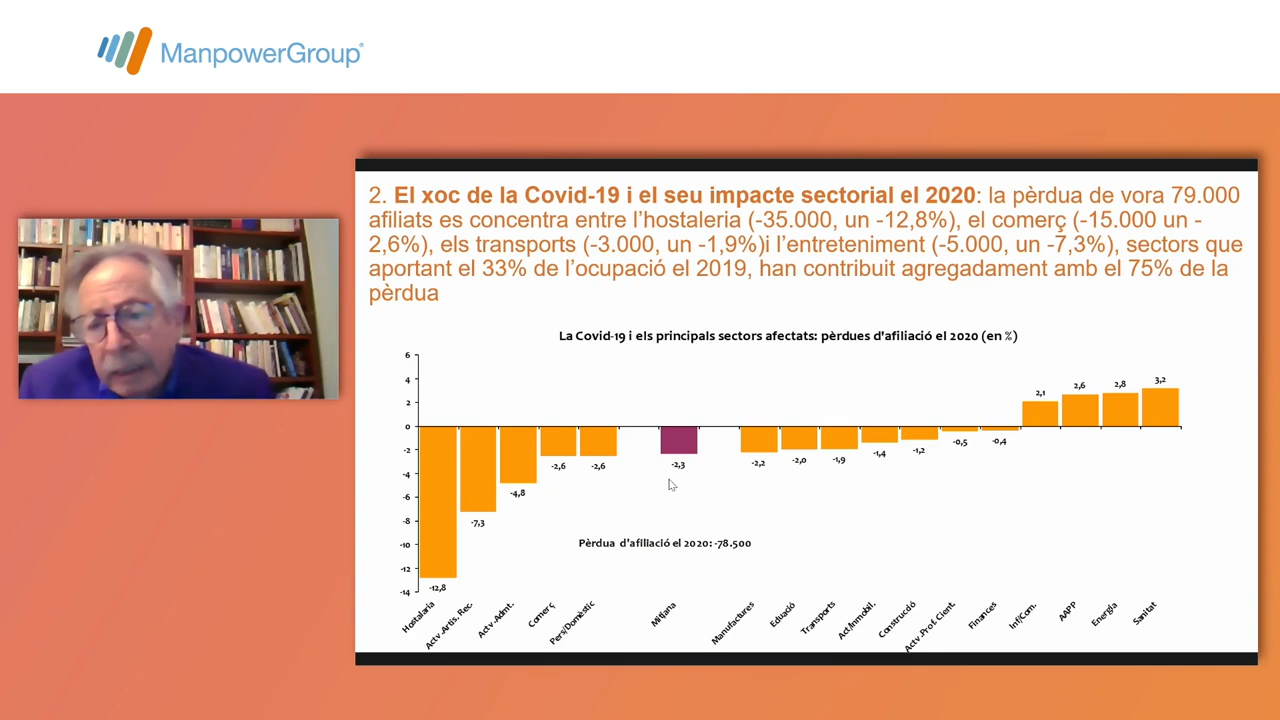 ManpowerGroup®
2. El xoc de la Covid-19 i el seu impacte sectorial el 2020: la pèrdua de vora 79.000
afiliats es concentra entre l'hostaleria (-35.000, un -12,8%), el comerç (-15.000 un -
2,6%), els transports (-3.000, un -1,9%)i l'entreteniment (-5.000, un -7,3%), sectors que
aportant el 33% de l'ocupació el 2019, han contribuit agregadament amb el 75% de la
pèrdua
La Covid-19 i els principals sectors afectats: pèrdues d'afiliació el 2020 (en %)
6
4
2
0
-2
-4
-6
-8
-10
-12
-14
-12,8
-7,3
-4,8
-2,6
-2,6
-2,3
-2,2
-2,0
-1,9
-1,4
-1,2
-0,5
-0,4
2,1
2,6
2,8
3,2
Pèrdua d'afiliació el 2020: -78.500
Hostalaria
Actv. Artis. Rec.
Actv. Admt.
Comerç
Pers/Domèstic
Mitjana
Manufactures
Eduació
Transports
Act/Inmobil.
Construcció
Actv. Prof. Cient.
Finances
Inf/Com.
AAPP
Energia
Sanitat